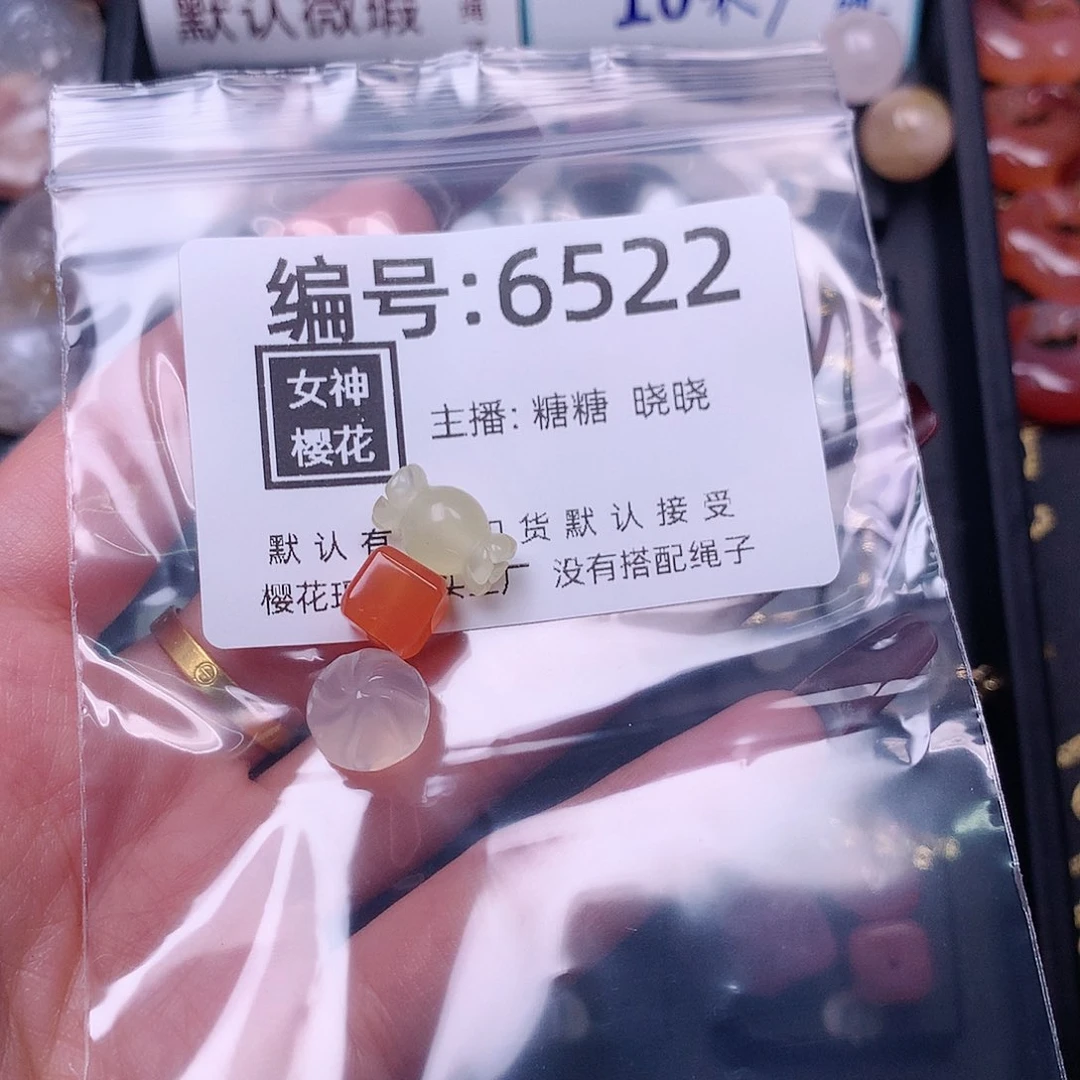 默认微瑕
编号:6522
女神
樱花
主播: 糖糖 晓晓
默认有 货默认接受
樱花 没有搭配绳子